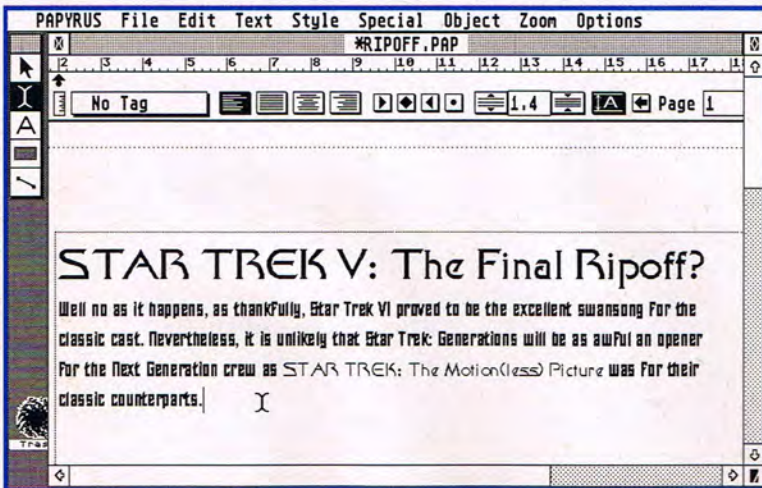 PAPYRUS File Edit Text Style Special Object Zoom Options
*RIPOFF.PAP
2 3 4 5 6 7 8 9 10 11 12 13 14 15 16 17
No Tag 1.4 A Page 1
A
STAR TREK V: The Final Ripoff?
Well no as it happens, as thankfully, Star Trek VI proved to be the excellent swansong for the
classic cast. Nevertheless, it is unlikely that Star Trek: Generations will be as awful an opener
for the Next Generation crew as STAR TREK: The Motion(less) Picture was for their
classic counterparts.